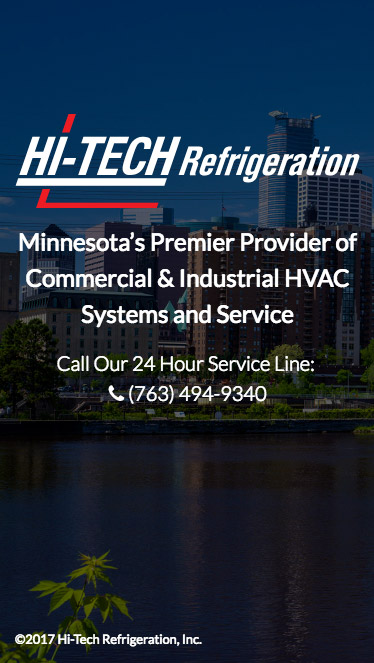 Hi-TECH Refrigeration
Minnesota's Premier Provider of
Commercial & Industrial HVAC
Systems and Service
Call Our 24 Hour Service Line:
(763) 494-9340
©2017 Hi-Tech Refrigeration, Inc.